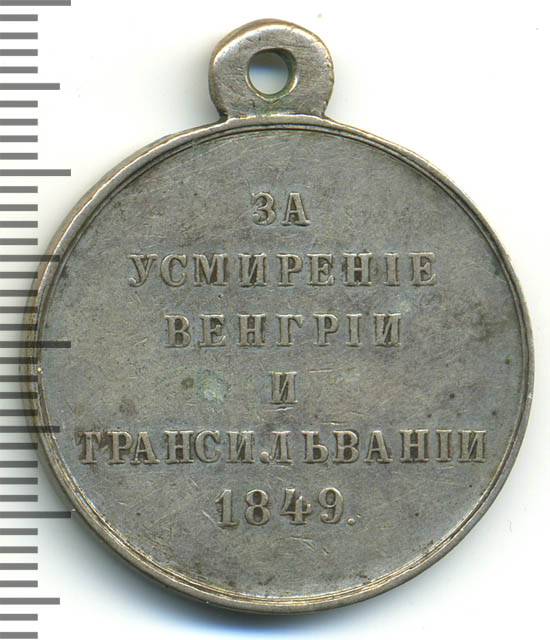 ЗА
УСМИРЕНІЕ
ВЕНГРІИ
И
ТРАНСИЛЬВАНІИ
1849.